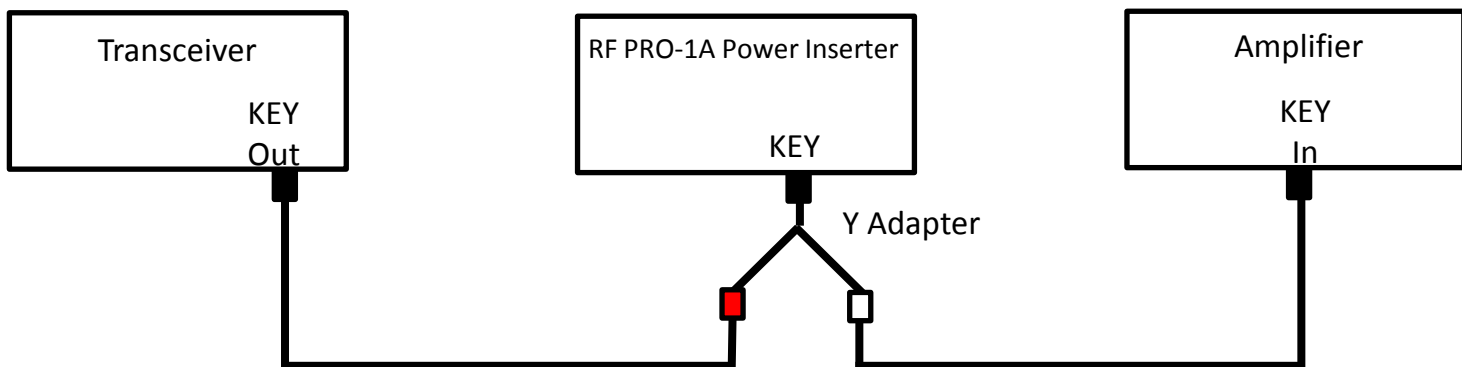 Transceiver
KEY
Out
RF PRO-1A Power Inserter
KEY
Y Adapter
Amplifier
KEY
In